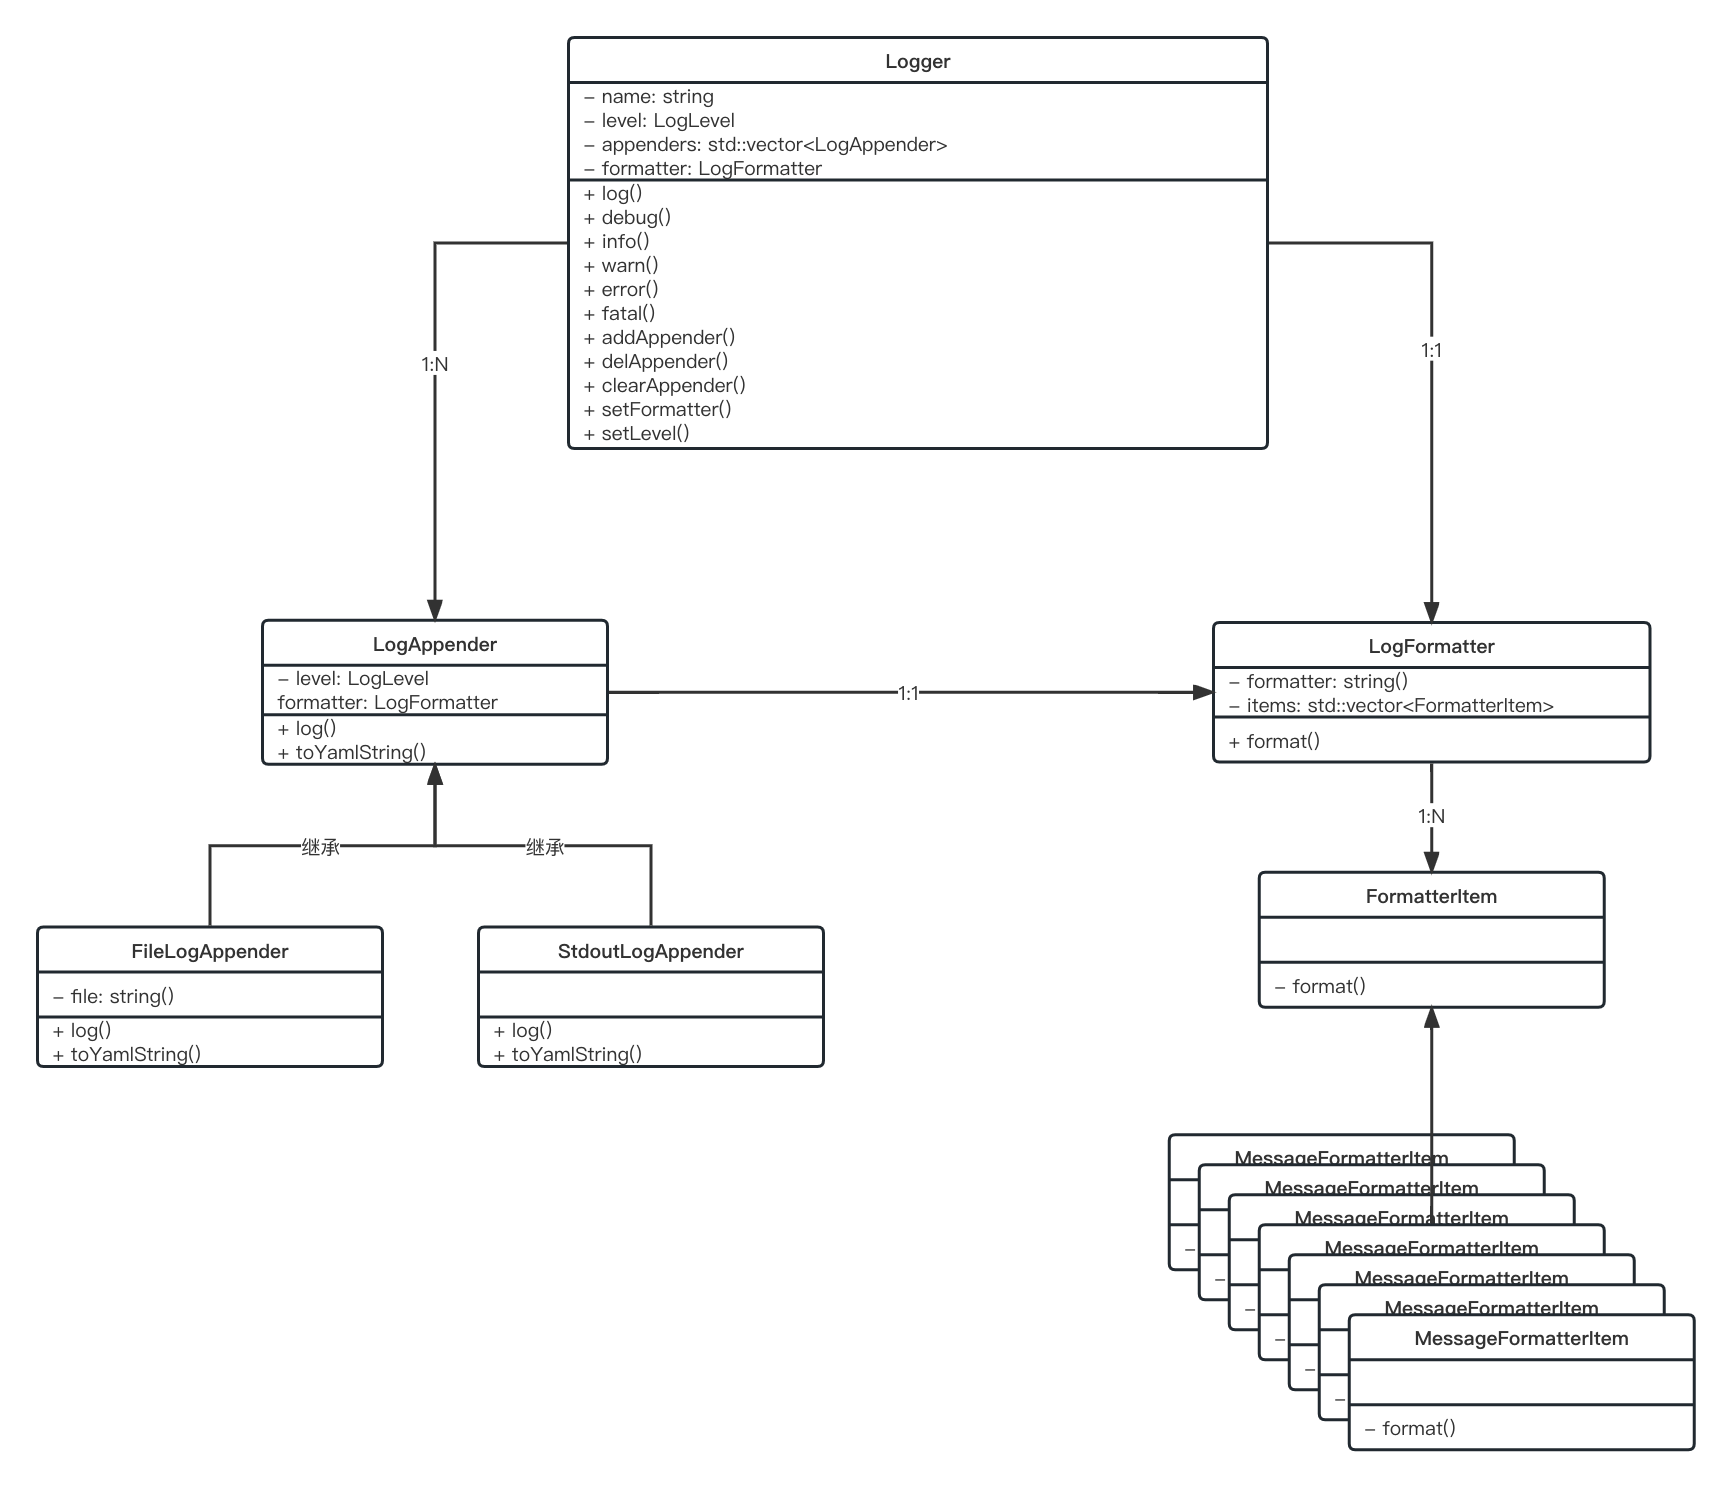 Logger
– name: string
– level: LogLevel
– appenders: std::vector<LogAppender>
– formatter: LogFormatter
+ log()
+ debug()
+ info()
+ warn()
+ error()
+ fatal()
+ addAppender()
+ delAppender()
+ clearAppender()
+ setFormatter()
+ setLevel()
1:N
1:1
LogAppender
– level: LogLevel
formatter: LogFormatter
+ log()
+ toYamlString()
1:1
LogFormatter
– formatter: string()
– items: std::vector<FormatterItem>
+ format()
1:N
继承
继承
FileLogAppender
– file: string()
+ log()
+ toYamlString()
StdoutLogAppender
+ log()
+ toYamlString()
FormatterItem
– format()
MessageFormatterItem
MessageFormatterItem
MessageFormatterItem
MessageFormatterItem
MessageFormatterItem
MessageFormatterItem
MessageFormatterItem
–
–
–
–
–
–
– format()